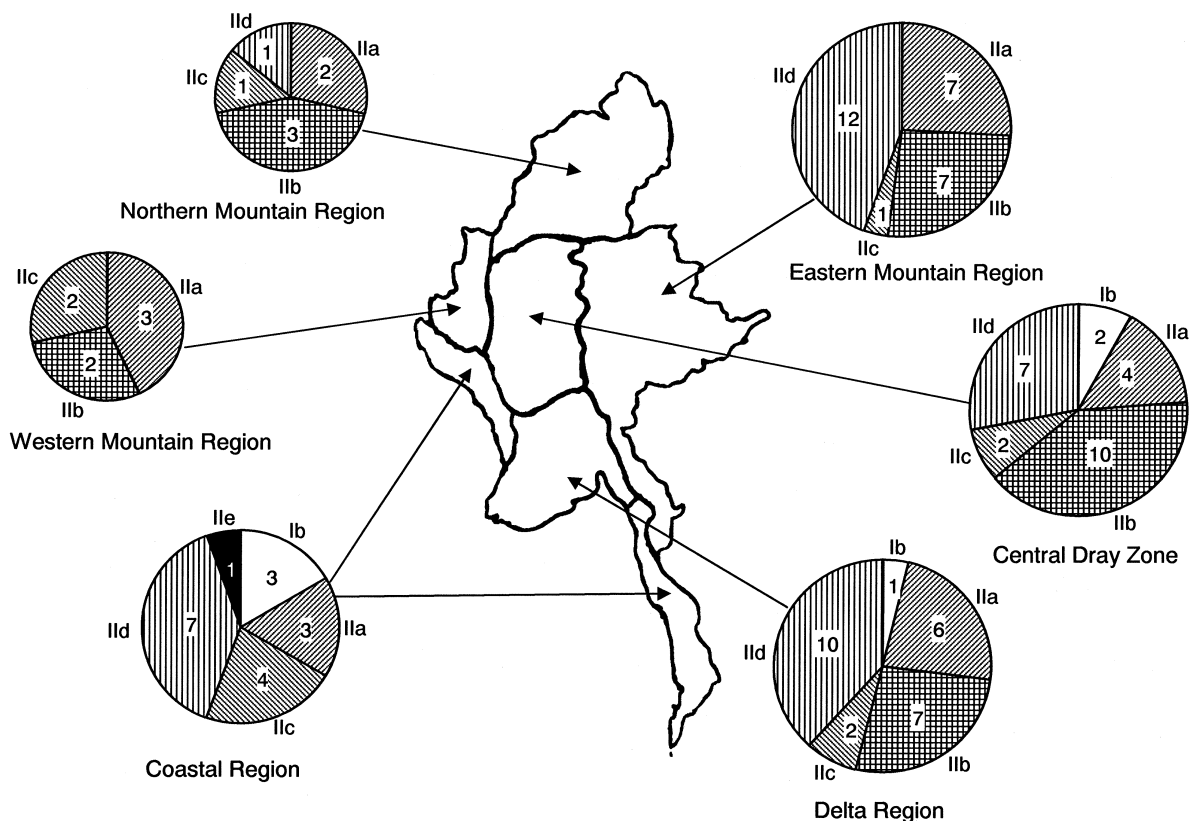 IId
IIa
1
2
IIc
1
3
IIb
Northern Mountain Region
IId
IIa
7
12
7
1
IIb
IIc
Eastern Mountain Region
IIc
IIa
2
3
2
IIb
Western Mountain Region
Ib
IId
IIa
2
7
4
2
IIc
10
IIb
Central Dray Zone
IIe
Ib
1
3
IId
7
3
IIa
4
IIc
Coastal Region
Ib
1
IIa
6
IId
10
7
2
IIc
IIb
Delta Region